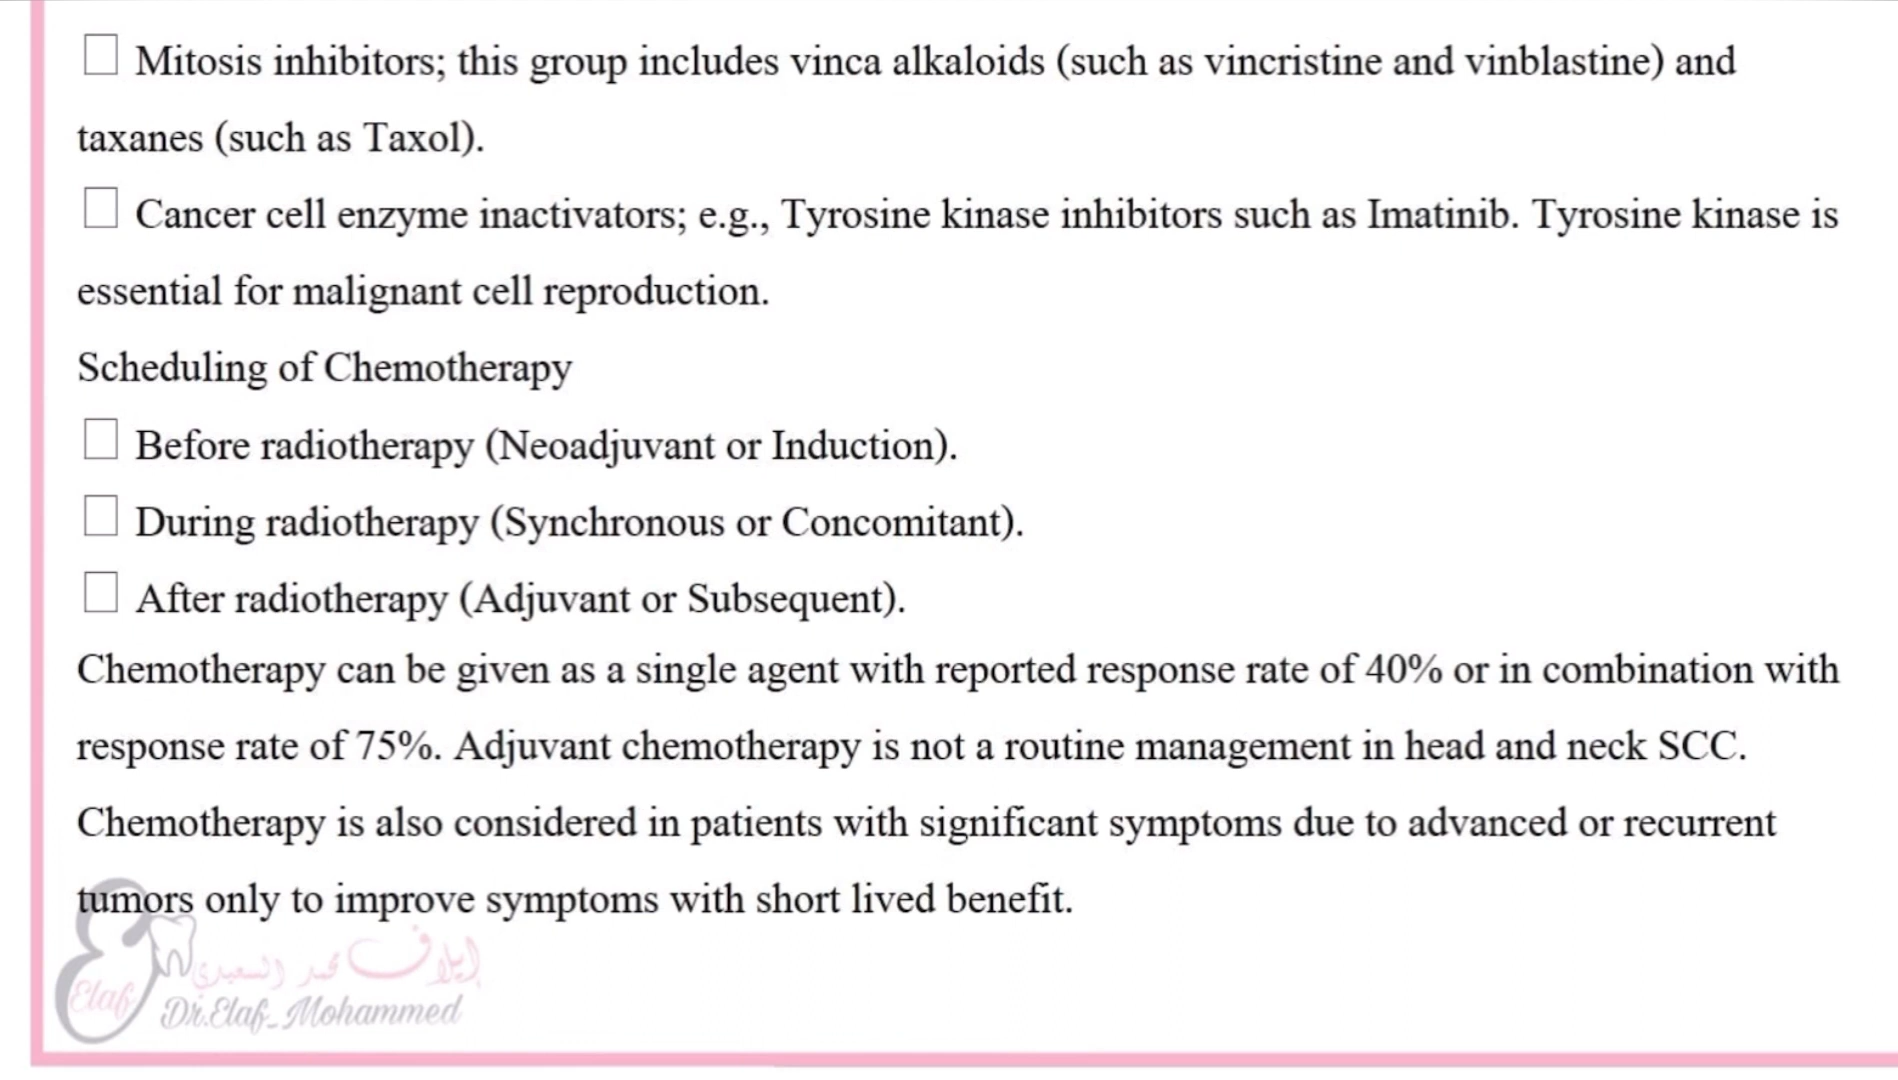 ☐ Mitosis inhibitors; this group includes vinca alkaloids (such as vincristine and vinblastine) and
taxanes (such as Taxol).
☐ Cancer cell enzyme inactivators; e.g., Tyrosine kinase inhibitors such as Imatinib. Tyrosine kinase is
essential for malignant cell reproduction.
Scheduling of Chemotherapy
☐ Before radiotherapy (Neoadjuvant or Induction).
☐ During radiotherapy (Synchronous or Concomitant).
☐ After radiotherapy (Adjuvant or Subsequent).
Chemotherapy can be given as a single agent with reported response rate of 40% or in combination with
response rate of 75%. Adjuvant chemotherapy is not a routine management in head and neck SCC.
Chemotherapy is also considered in patients with significant symptoms due to advanced or recurrent
tumors only to improve symptoms with short lived benefit.
إيلاف محمد السعيدي
Elaf
Dr.Elaf_Mohammed